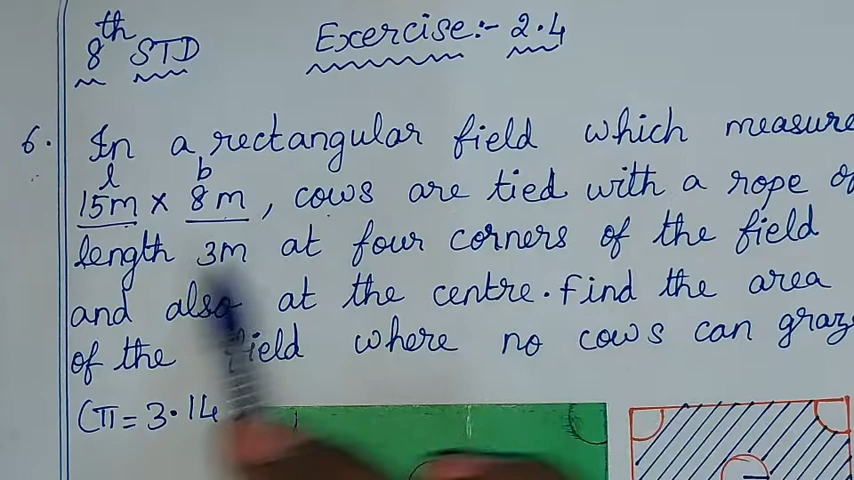 8th STD Exercise:- 2.4
6. In a rectangular field which measure
l b
15m × 8m, cows are tied with a rope of
length 3m at four corners of the field
and also at the centre. Find the area
of the field where no cows can graze
(π = 3.14